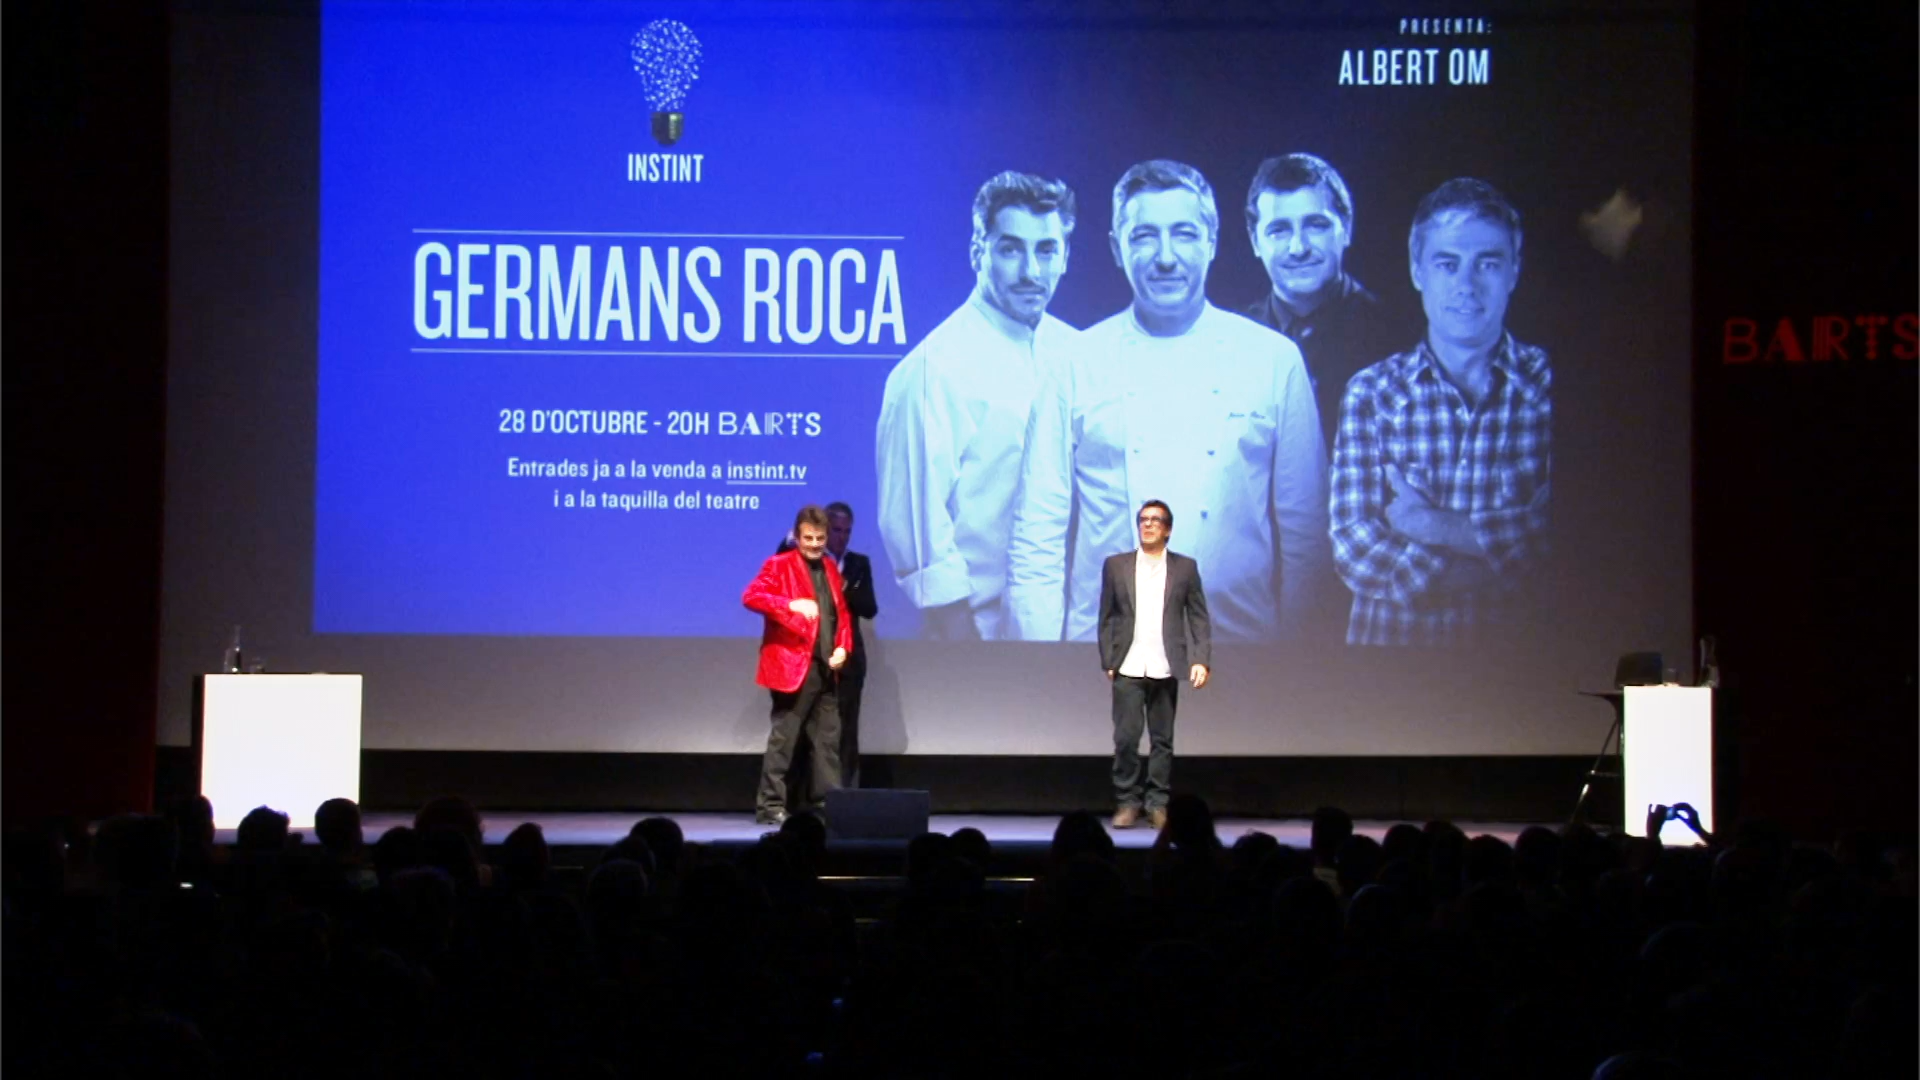 PRESENTA:
ALBERT OM
INSTINT
GERMANS ROCA
28 D'OCTUBRE - 20H BARTS
Entrades ja a la venda a instint.tv
i a la taquilla del teatre
BARTS